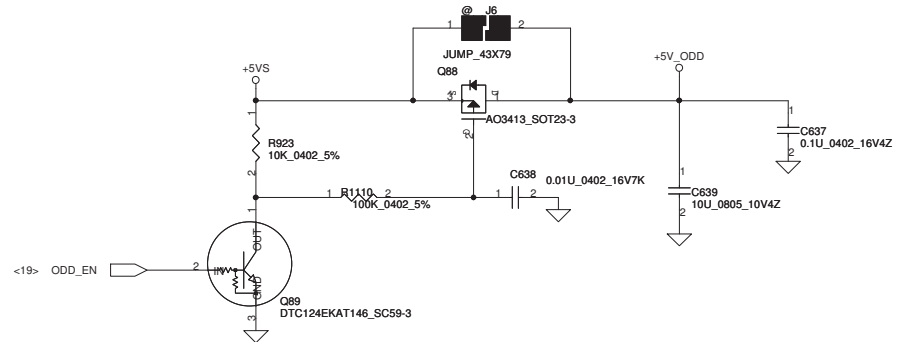 @ J6
1 2
JUMP_43X79
+5VS
Q88
+5V_ODD
3 S D 1
G
2
AO3413_SOT23-3
1
R923
10K_0402_5%
2
1
C637
0.1U_0402_16V4Z
2
1 R1110 2
100K_0402_5%
C638
1 2
0.01U_0402_16V7K
1
C639
10U_0805_10V4Z
2
1
OUT
<19> ODD_EN
2
IN
GND
3
Q89
DTC124EKAT146_SC59-3